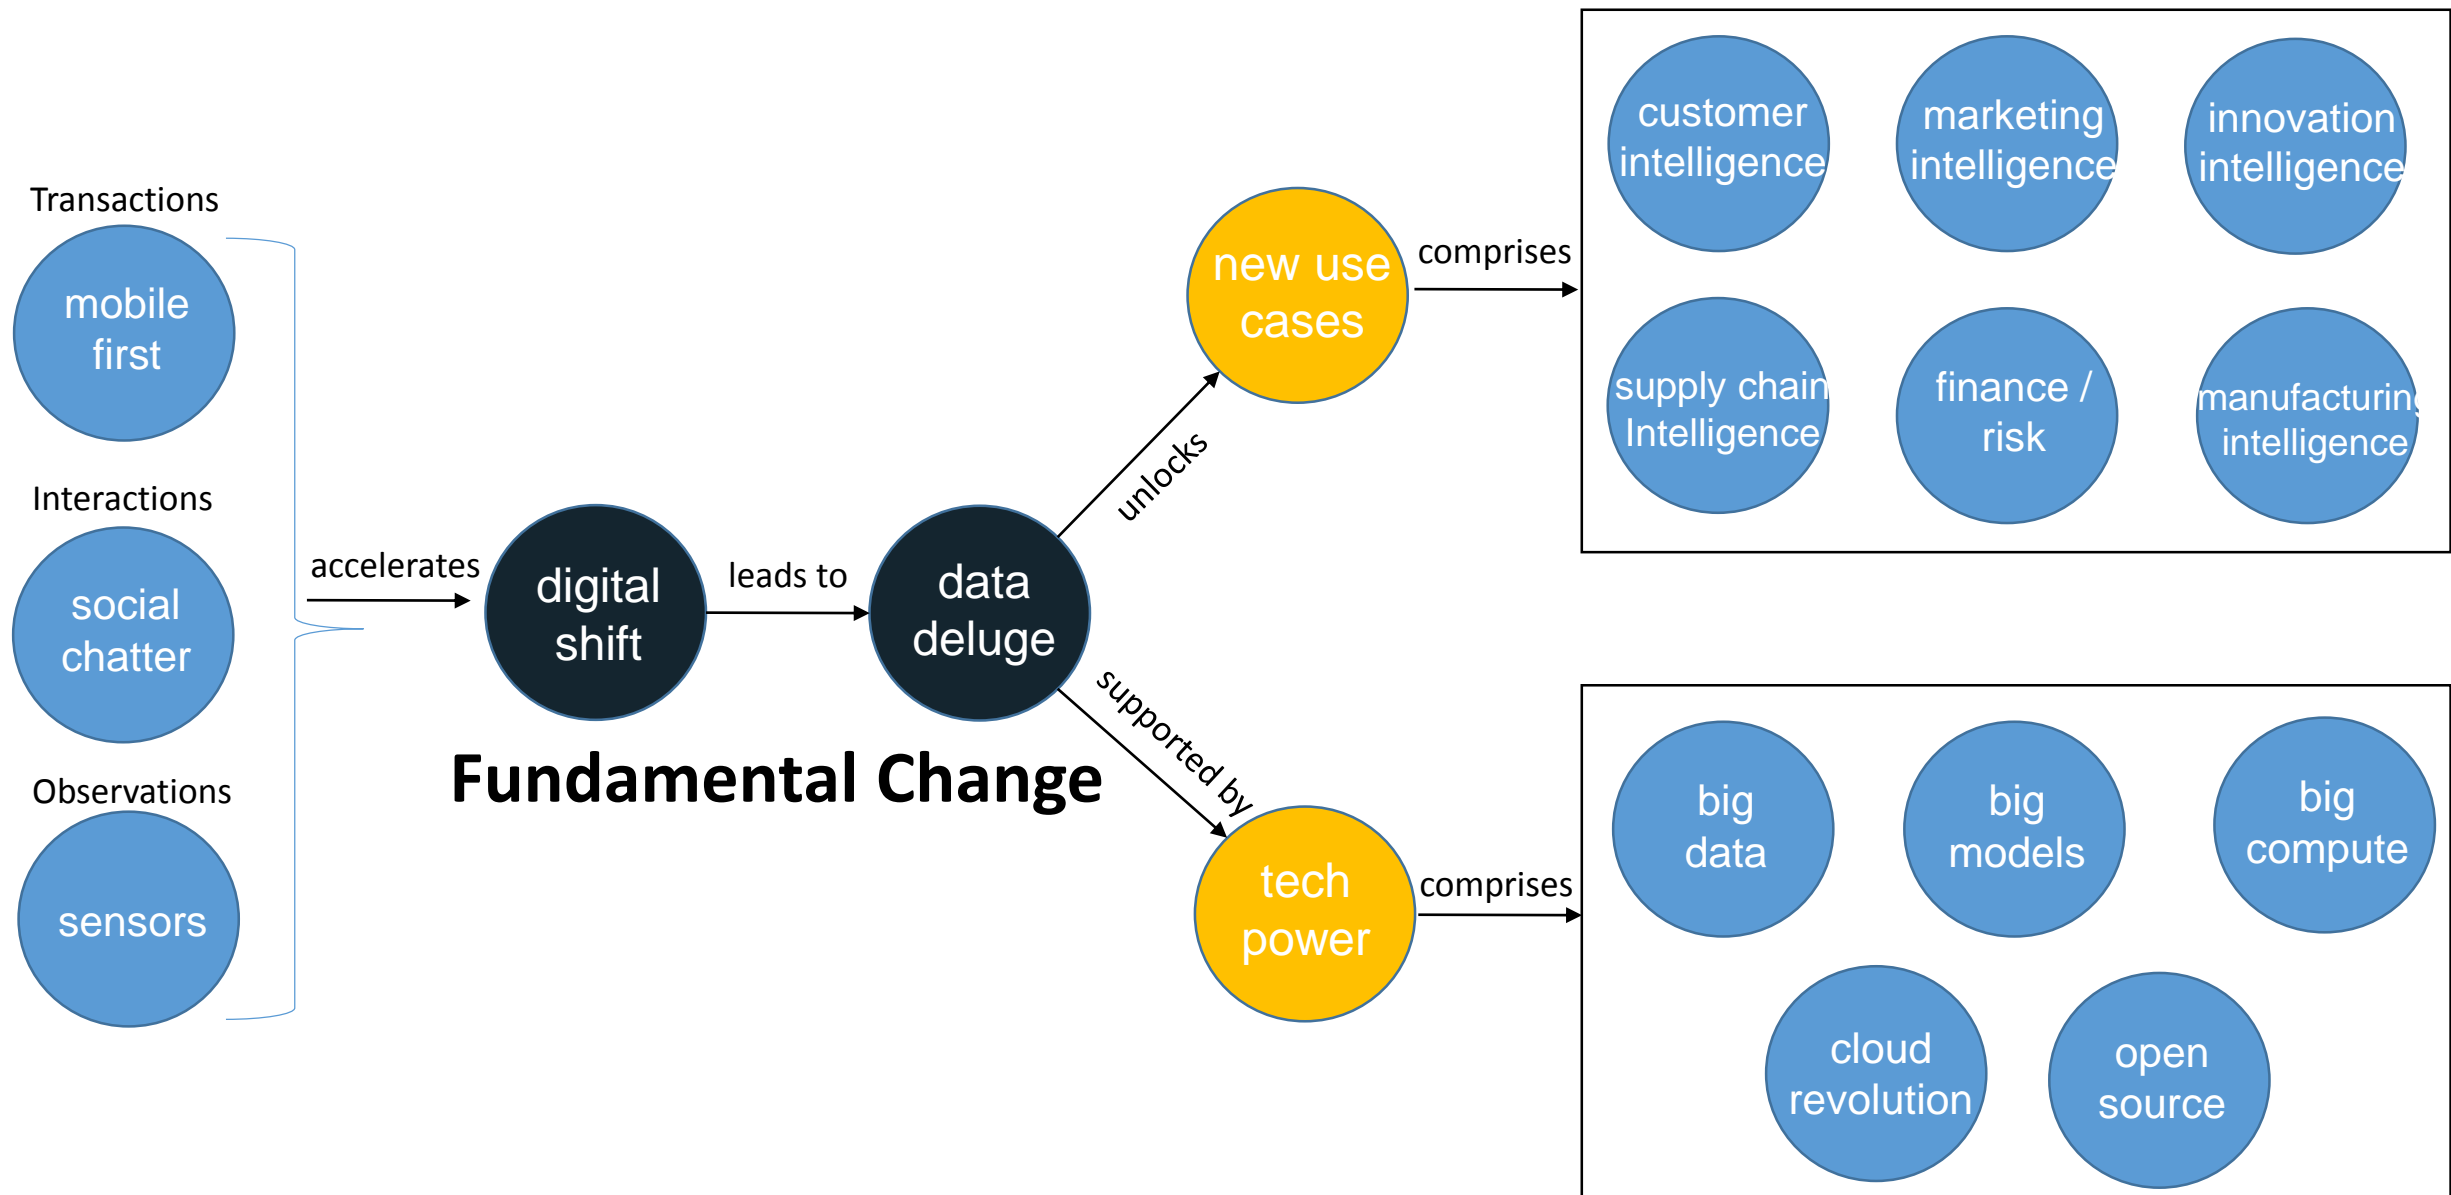 Transactions
mobile
first
Interactions
social
chatter
Observations
sensors
accelerates
digital
shift
leads to
data
deluge
Fundamental Change
unlocks
supported by
new use
cases
comprises
tech
power
comprises
customer
intelligence
marketing
intelligence
innovation
intelligence
supply chain
Intelligence
finance /
risk
manufacturing
intelligence
big
data
big
models
big
compute
cloud
revolution
open
source